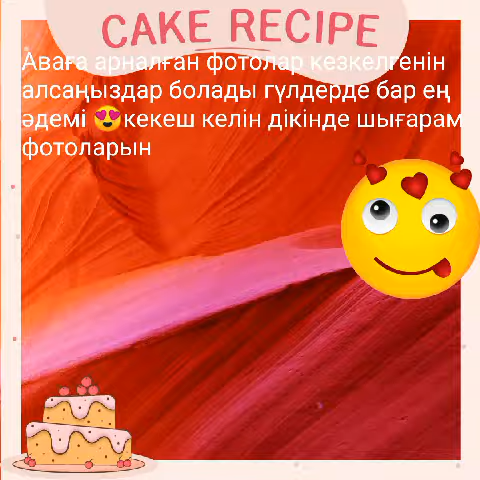 CAKE RECIPE
Аваға арналған фотолар кезкелгенін
алсаңыздар болады гүлдерде бар ең
әдемі 😍кекеш келін дікінде шығарам
фотоларын